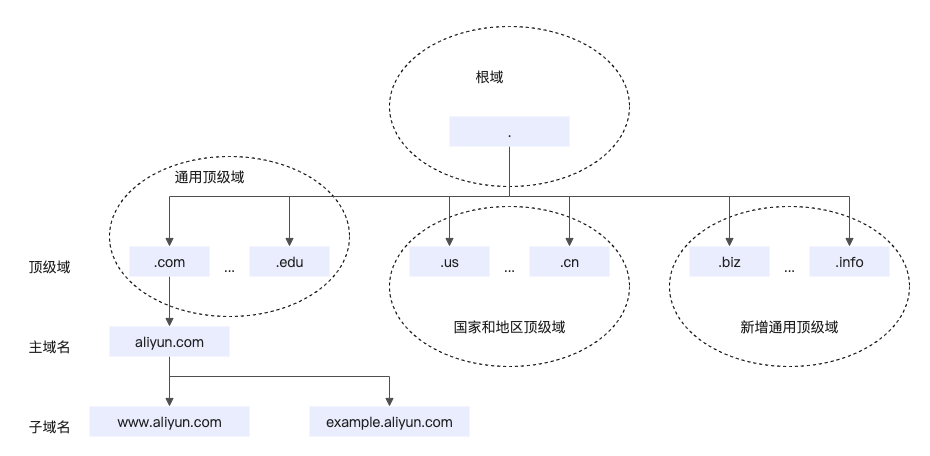 根域
.
通用顶级域
顶级域
.com
...
.edu
.us
...
.cn
.biz
...
.info
国家和地区顶级域
新增通用顶级域
主域名
aliyun.com
子域名
www.aliyun.com
example.aliyun.com